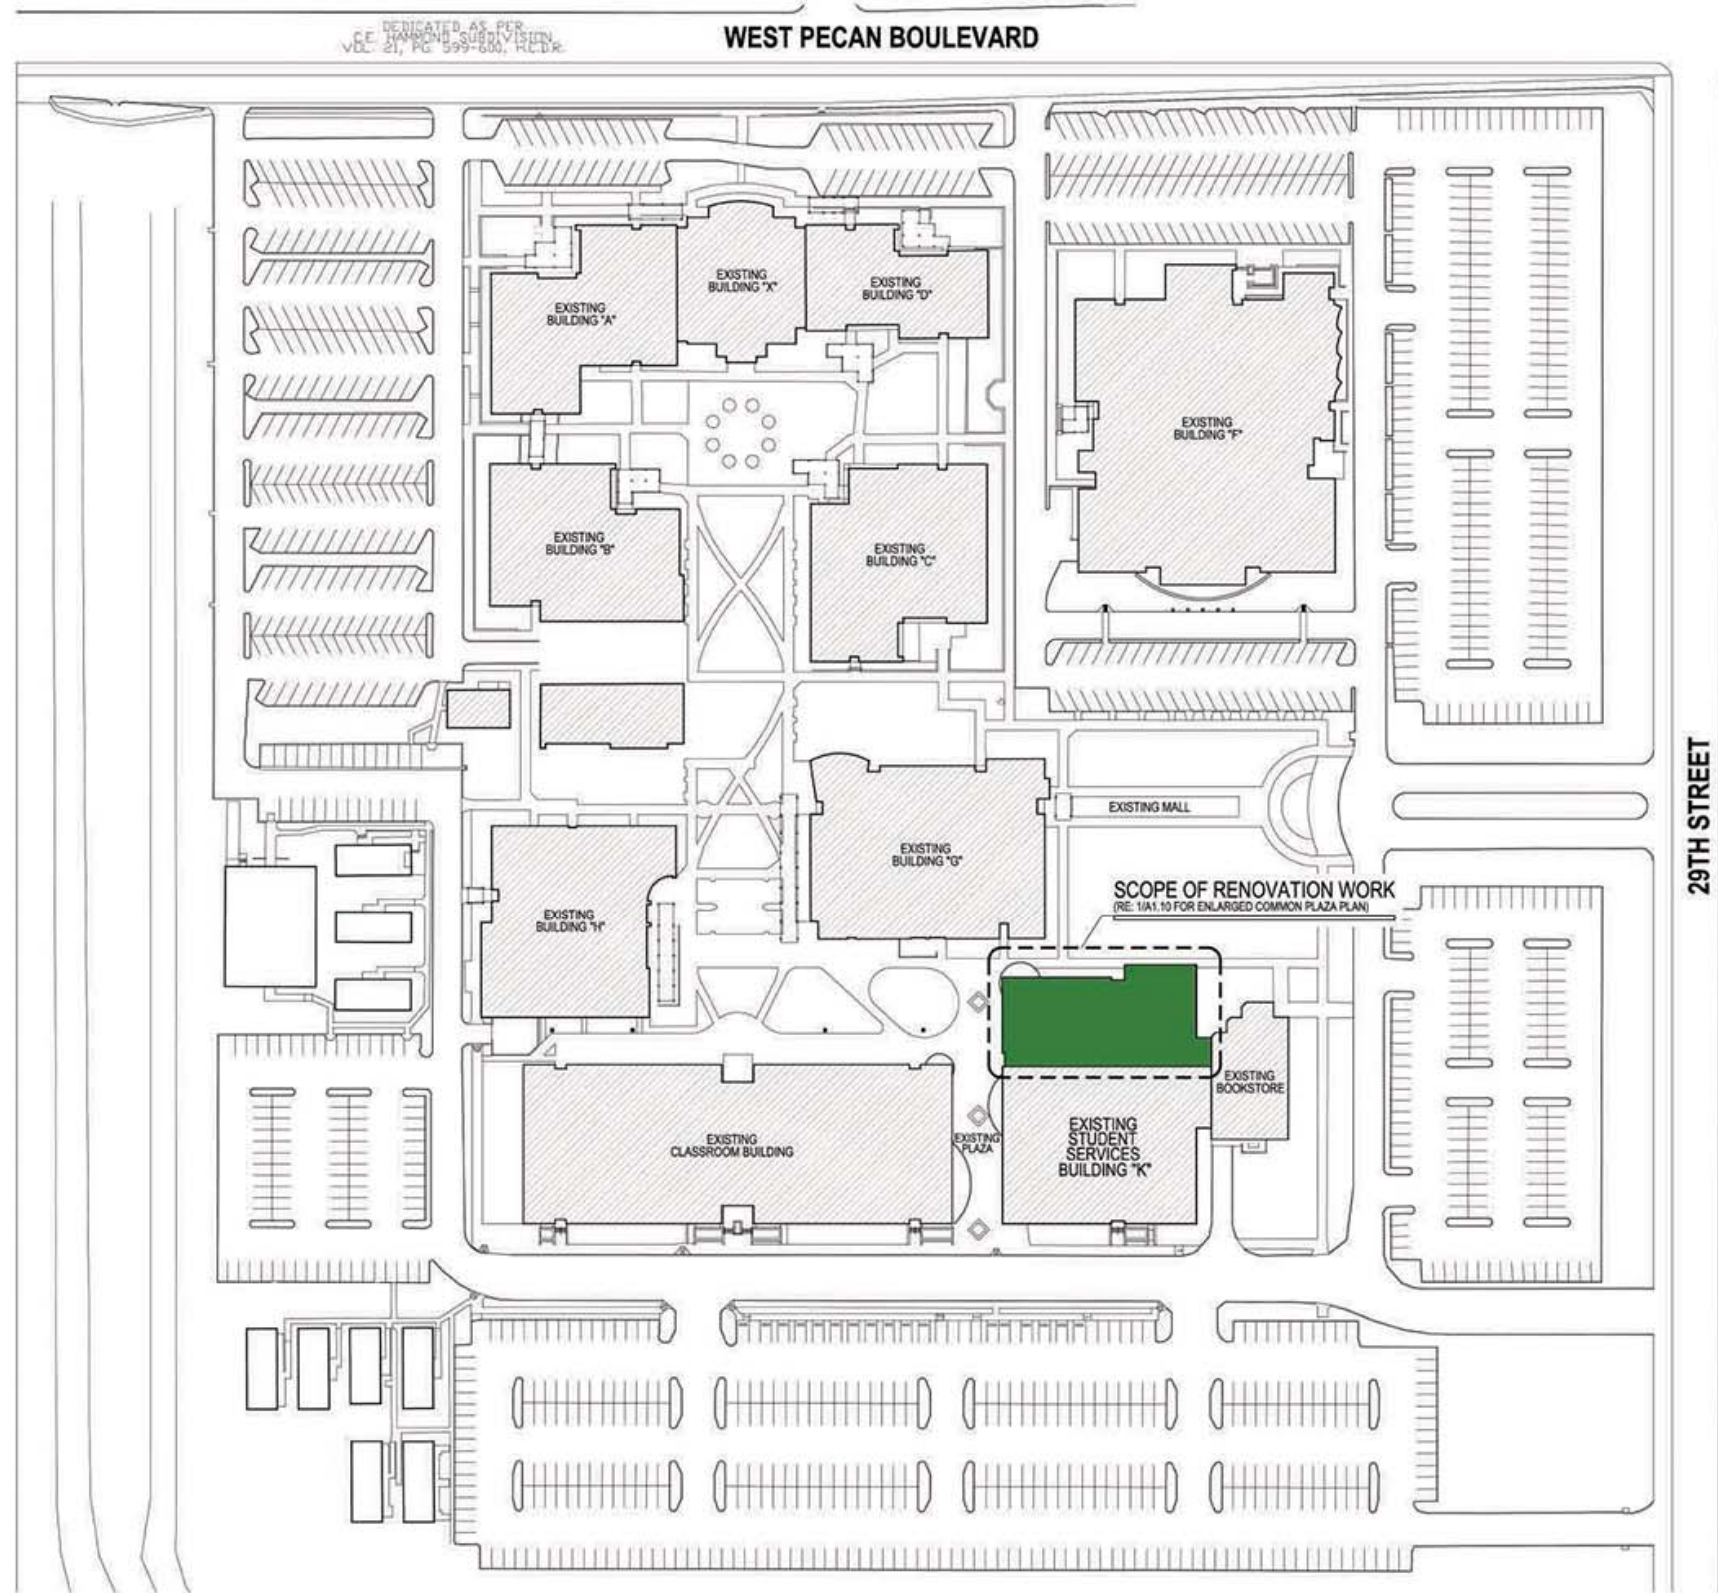 DEDICATED AS PER
C.E. HAMMOND SUBDIVISION,
VOL. 21, PG. 599-600, H.C.D.R.
WEST PECAN BOULEVARD
EXISTING
BUILDING "A"
EXISTING
BUILDING "X"
EXISTING
BUILDING "D"
EXISTING
BUILDING "F"
EXISTING
BUILDING "B"
EXISTING
BUILDING "C"
29TH STREET
EXISTING MALL
EXISTING
BUILDING "G"
SCOPE OF RENOVATION WORK
(RE: 1/A1.10 FOR ENLARGED COMMON PLAZA PLAN)
EXISTING
BUILDING "H"
EXISTING
BOOKSTORE
EXISTING
CLASSROOM BUILDING
EXISTING
PLAZA
EXISTING
STUDENT
SERVICES
BUILDING "K"